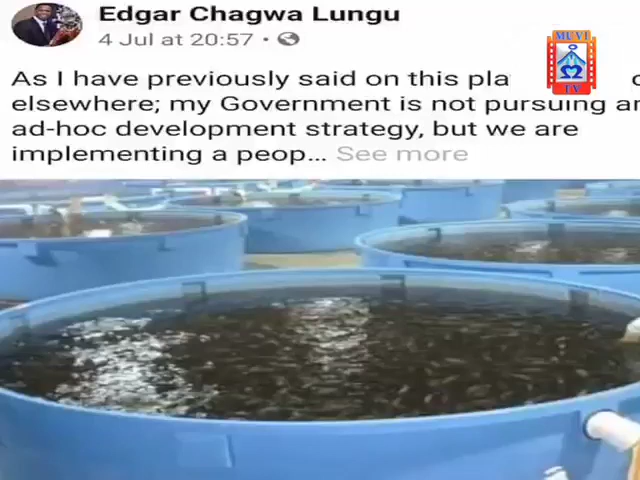 Edgar Chagwa Lungu
4 Jul at 20:57 •
As I have previously said on this pla
elsewhere; my Government is not pursuing an
ad-hoc development strategy, but we are
implementing a peop... See more
MUVI
TV